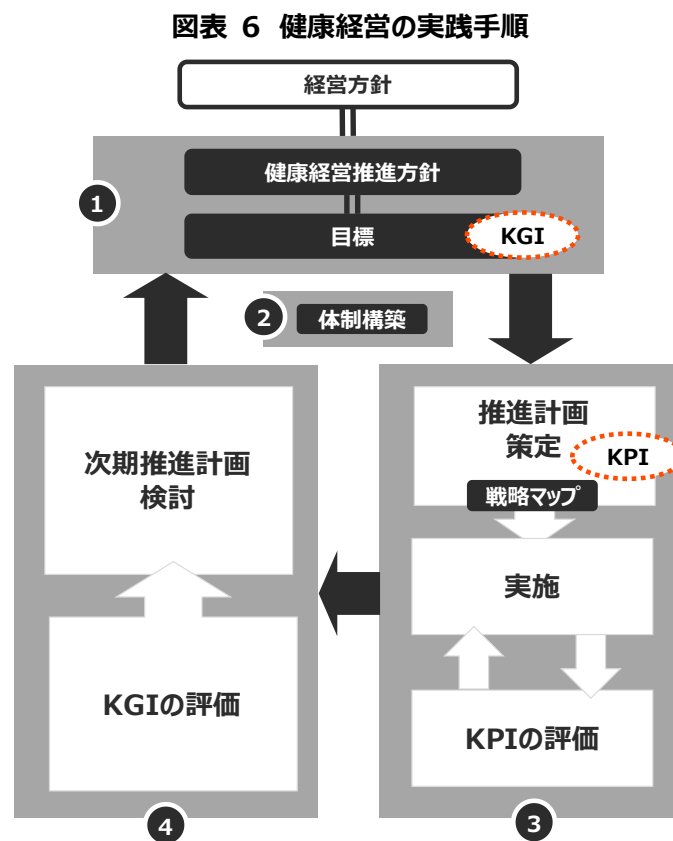 図表 6 健康経営の実践手順
経営方針
健康経営推進方針
1
目標
KGI
2
体制構築
推進計画
策定
KPI
戦略マップ
実施
KPIの評価
3
次期推進計画
検討
KGIの評価
4